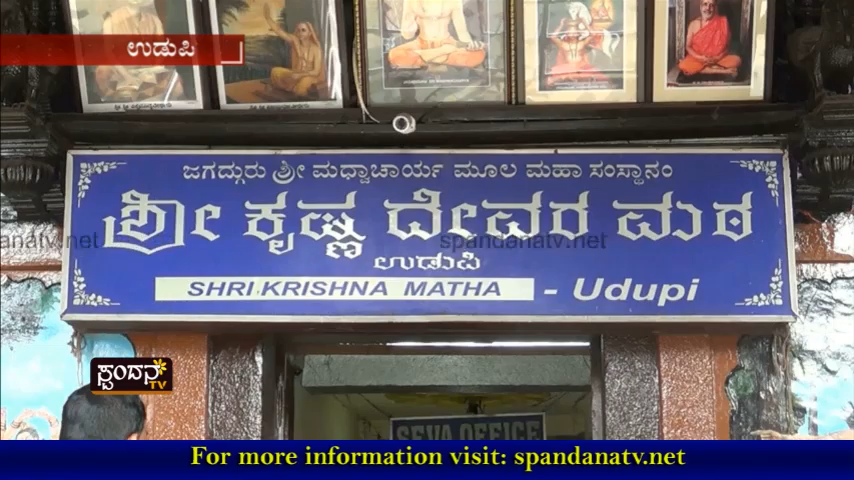 ಉಡುಪಿ
ಜಗದ್ಗುರು ಶ್ರೀ ಮಧ್ವಾಚಾರ್ಯ ಮೂಲ ಮಹಾ ಸಂಸ್ಥಾನಂ
ಶ್ರೀ ಕೃಷ್ಣ ದೇವರ ಮಠ
spandanatv.net
spandanatv.net
ಉಡುಪಿ
SHRI KRISHNA MATHA - Udupi
ಸ್ಪಂದನ
TV
SEVA OFFICE
For more information visit: spandanatv.net